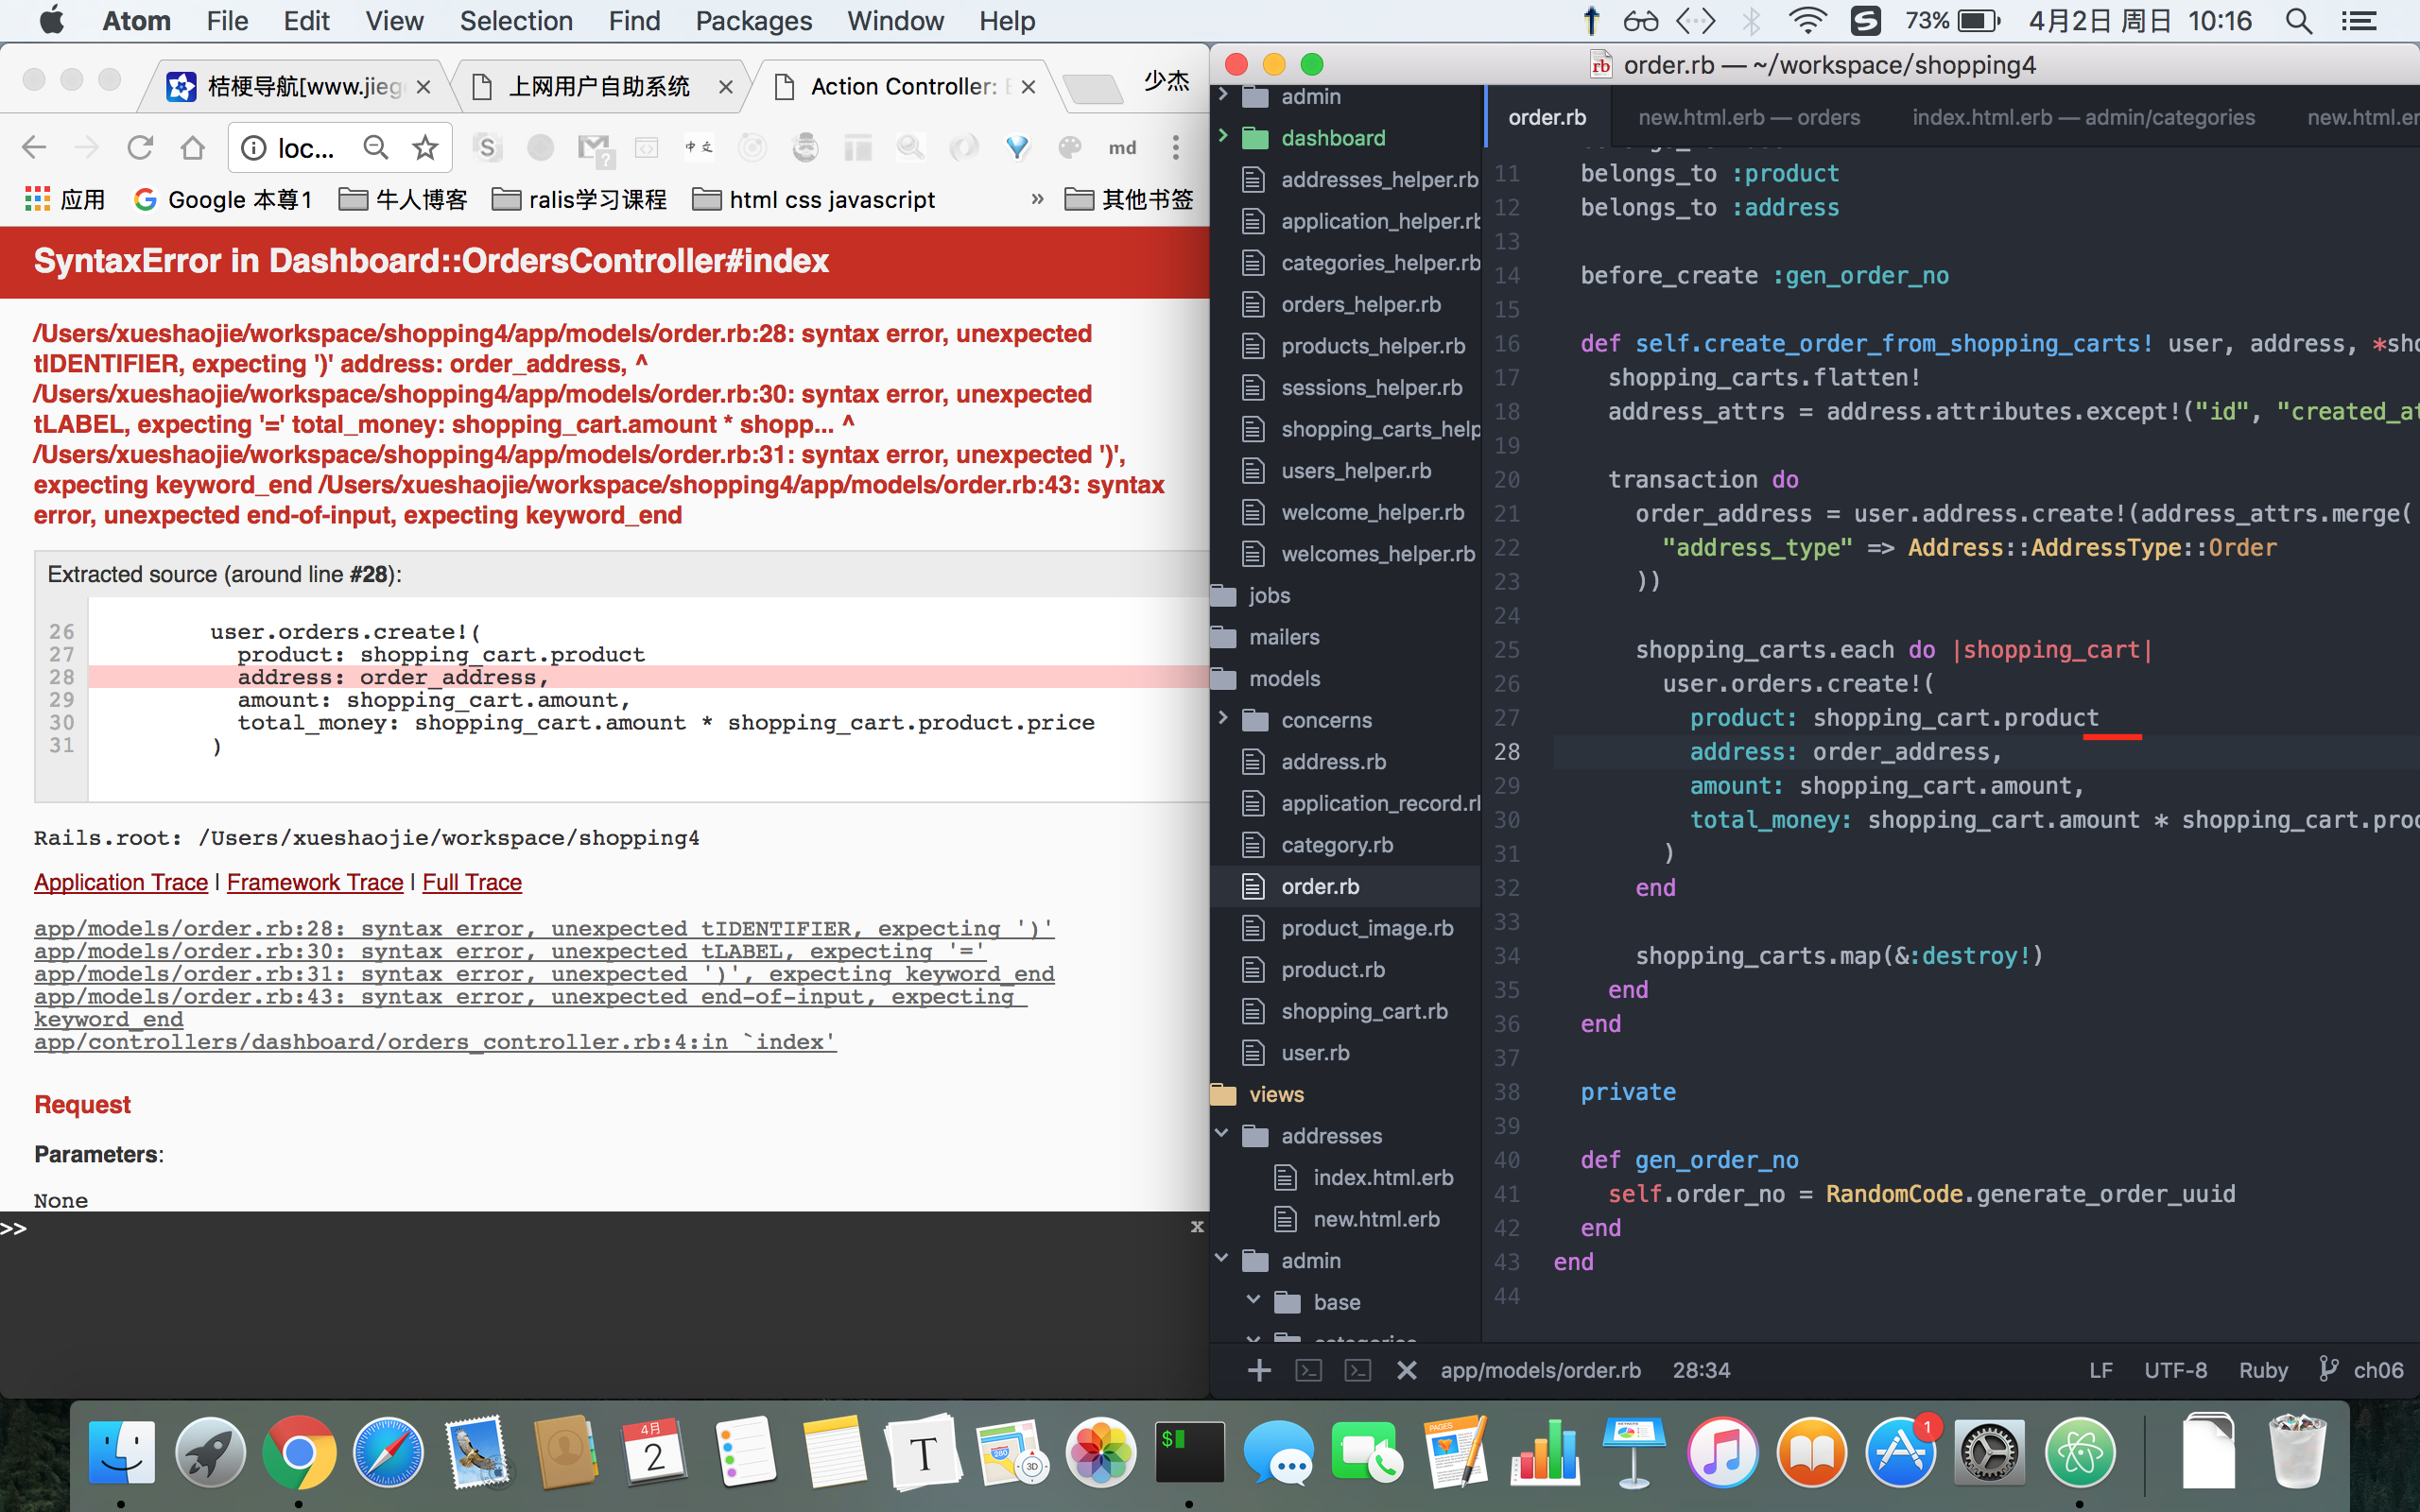 Atom File Edit View Selection Find Packages Window Help 73% 4月2日 周日 10:16
桔梗导航[www.jieg
上网用户自助系统
Action Controller:
少杰
loc...
中文
md
应用 Google 本尊1 牛人博客 ralis学习课程 html css javascript » 其他书签
SyntaxError in Dashboard::OrdersController#index
/Users/xueshaojie/workspace/shopping4/app/models/order.rb:28: syntax error, unexpected
tIDENTIFIER, expecting ')' address: order_address, ^
/Users/xueshaojie/workspace/shopping4/app/models/order.rb:30: syntax error, unexpected
tLABEL, expecting '=' total_money: shopping_cart.amount * shopp... ^
/Users/xueshaojie/workspace/shopping4/app/models/order.rb:31: syntax error, unexpected ')',
expecting keyword_end /Users/xueshaojie/workspace/shopping4/app/models/order.rb:43: syntax
error, unexpected end-of-input, expecting keyword_end
Extracted source (around line #28):
26 user.orders.create!(
27 product: shopping_cart.product
28 address: order_address,
29 amount: shopping_cart.amount,
30 total_money: shopping_cart.amount * shopping_cart.product.price
31 )
Rails.root: /Users/xueshaojie/workspace/shopping4
Application Trace | Framework Trace | Full Trace
app/models/order.rb:28: syntax error, unexpected tIDENTIFIER, expecting ')'
app/models/order.rb:30: syntax error, unexpected tLABEL, expecting '='
app/models/order.rb:31: syntax error, unexpected ')', expecting keyword_end
app/models/order.rb:43: syntax error, unexpected end-of-input, expecting
keyword_end
app/controllers/dashboard/orders_controller.rb:4:in `index'
Request
Parameters:
None
>> x
order.rb — ~/workspace/shopping4
admin
dashboard
addresses_helper.rb
application_helper.rb
categories_helper.rb
orders_helper.rb
products_helper.rb
sessions_helper.rb
shopping_carts_help
users_helper.rb
welcome_helper.rb
welcomes_helper.rb
jobs
mailers
models
concerns
address.rb
application_record.rb
category.rb
order.rb
product_image.rb
product.rb
shopping_cart.rb
user.rb
views
addresses
index.html.erb
new.html.erb
admin
base
categories
order.rb new.html.erb — orders index.html.erb — admin/categories new.html.er
11 belongs_to :product
12 belongs_to :address
13
14 before_create :gen_order_no
15
16 def self.create_order_from_shopping_carts! user, address, *sho
17 shopping_carts.flatten!
18 address_attrs = address.attributes.except!("id", "created_at
19
20 transaction do
21 order_address = user.address.create!(address_attrs.merge(
22 "address_type" => Address::AddressType::Order
23 ))
24
25 shopping_carts.each do |shopping_cart|
26 user.orders.create!(
27 product: shopping_cart.product
28 address: order_address,
29 amount: shopping_cart.amount,
30 total_money: shopping_cart.amount * shopping_cart.proc
31 )
32 end
33
34 shopping_carts.map(&:destroy!)
35 end
36 end
37
38 private
39
40 def gen_order_no
41 self.order_no = RandomCode.generate_order_uuid
42 end
43 end
44
app/models/order.rb 28:34 LF UTF-8 Ruby ch06
4月
2
280
3D
PAGES
1